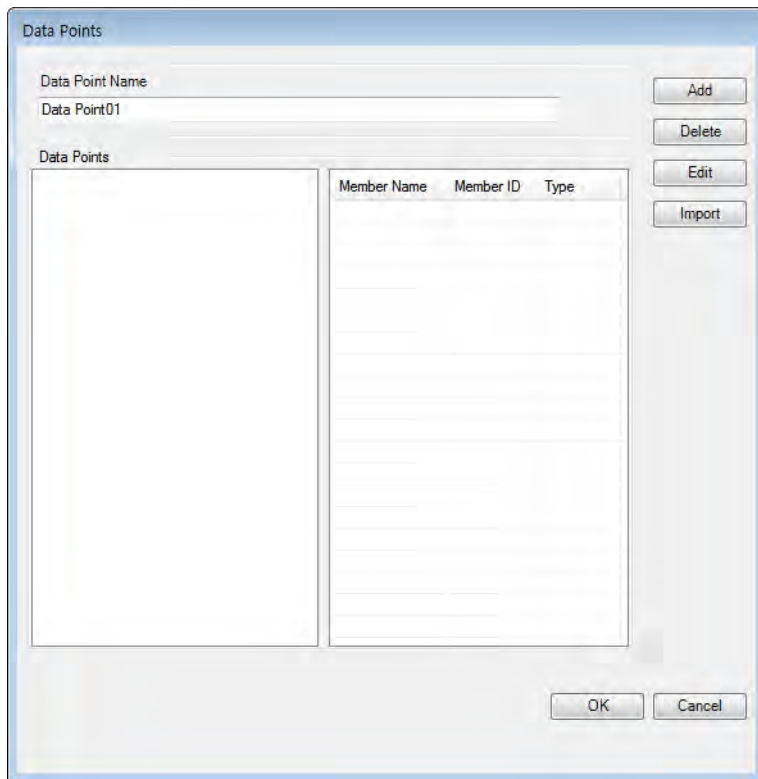 Data Points
Data Point Name
Data Point01
Data Points
Member Name Member ID Type
Add
Delete
Edit
Import
OK Cancel